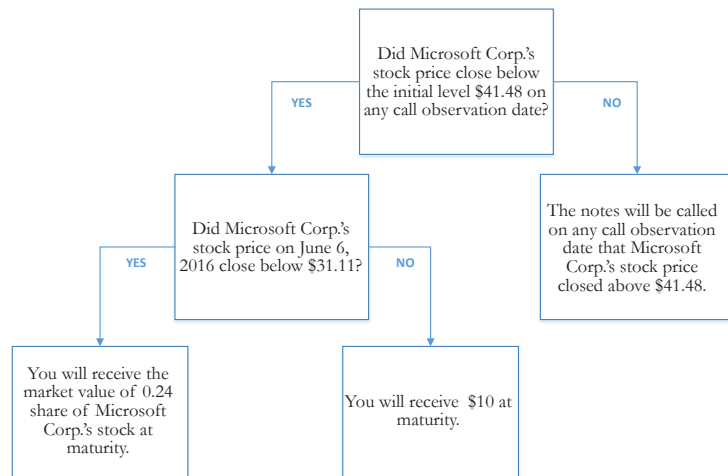 Did Microsoft Corp.'s
stock price close below
the initial level $41.48 on
any call observation date?
YES
NO
Did Microsoft Corp.'s
stock price on June 6,
2016 close below $31.11?
The notes will be called
on any call observation
date that Microsoft
Corp.'s stock price
closed above $41.48.
YES
NO
You will receive the
market value of 0.24
share of Microsoft
Corp.'s stock at
maturity.
You will receive $10 at
maturity.